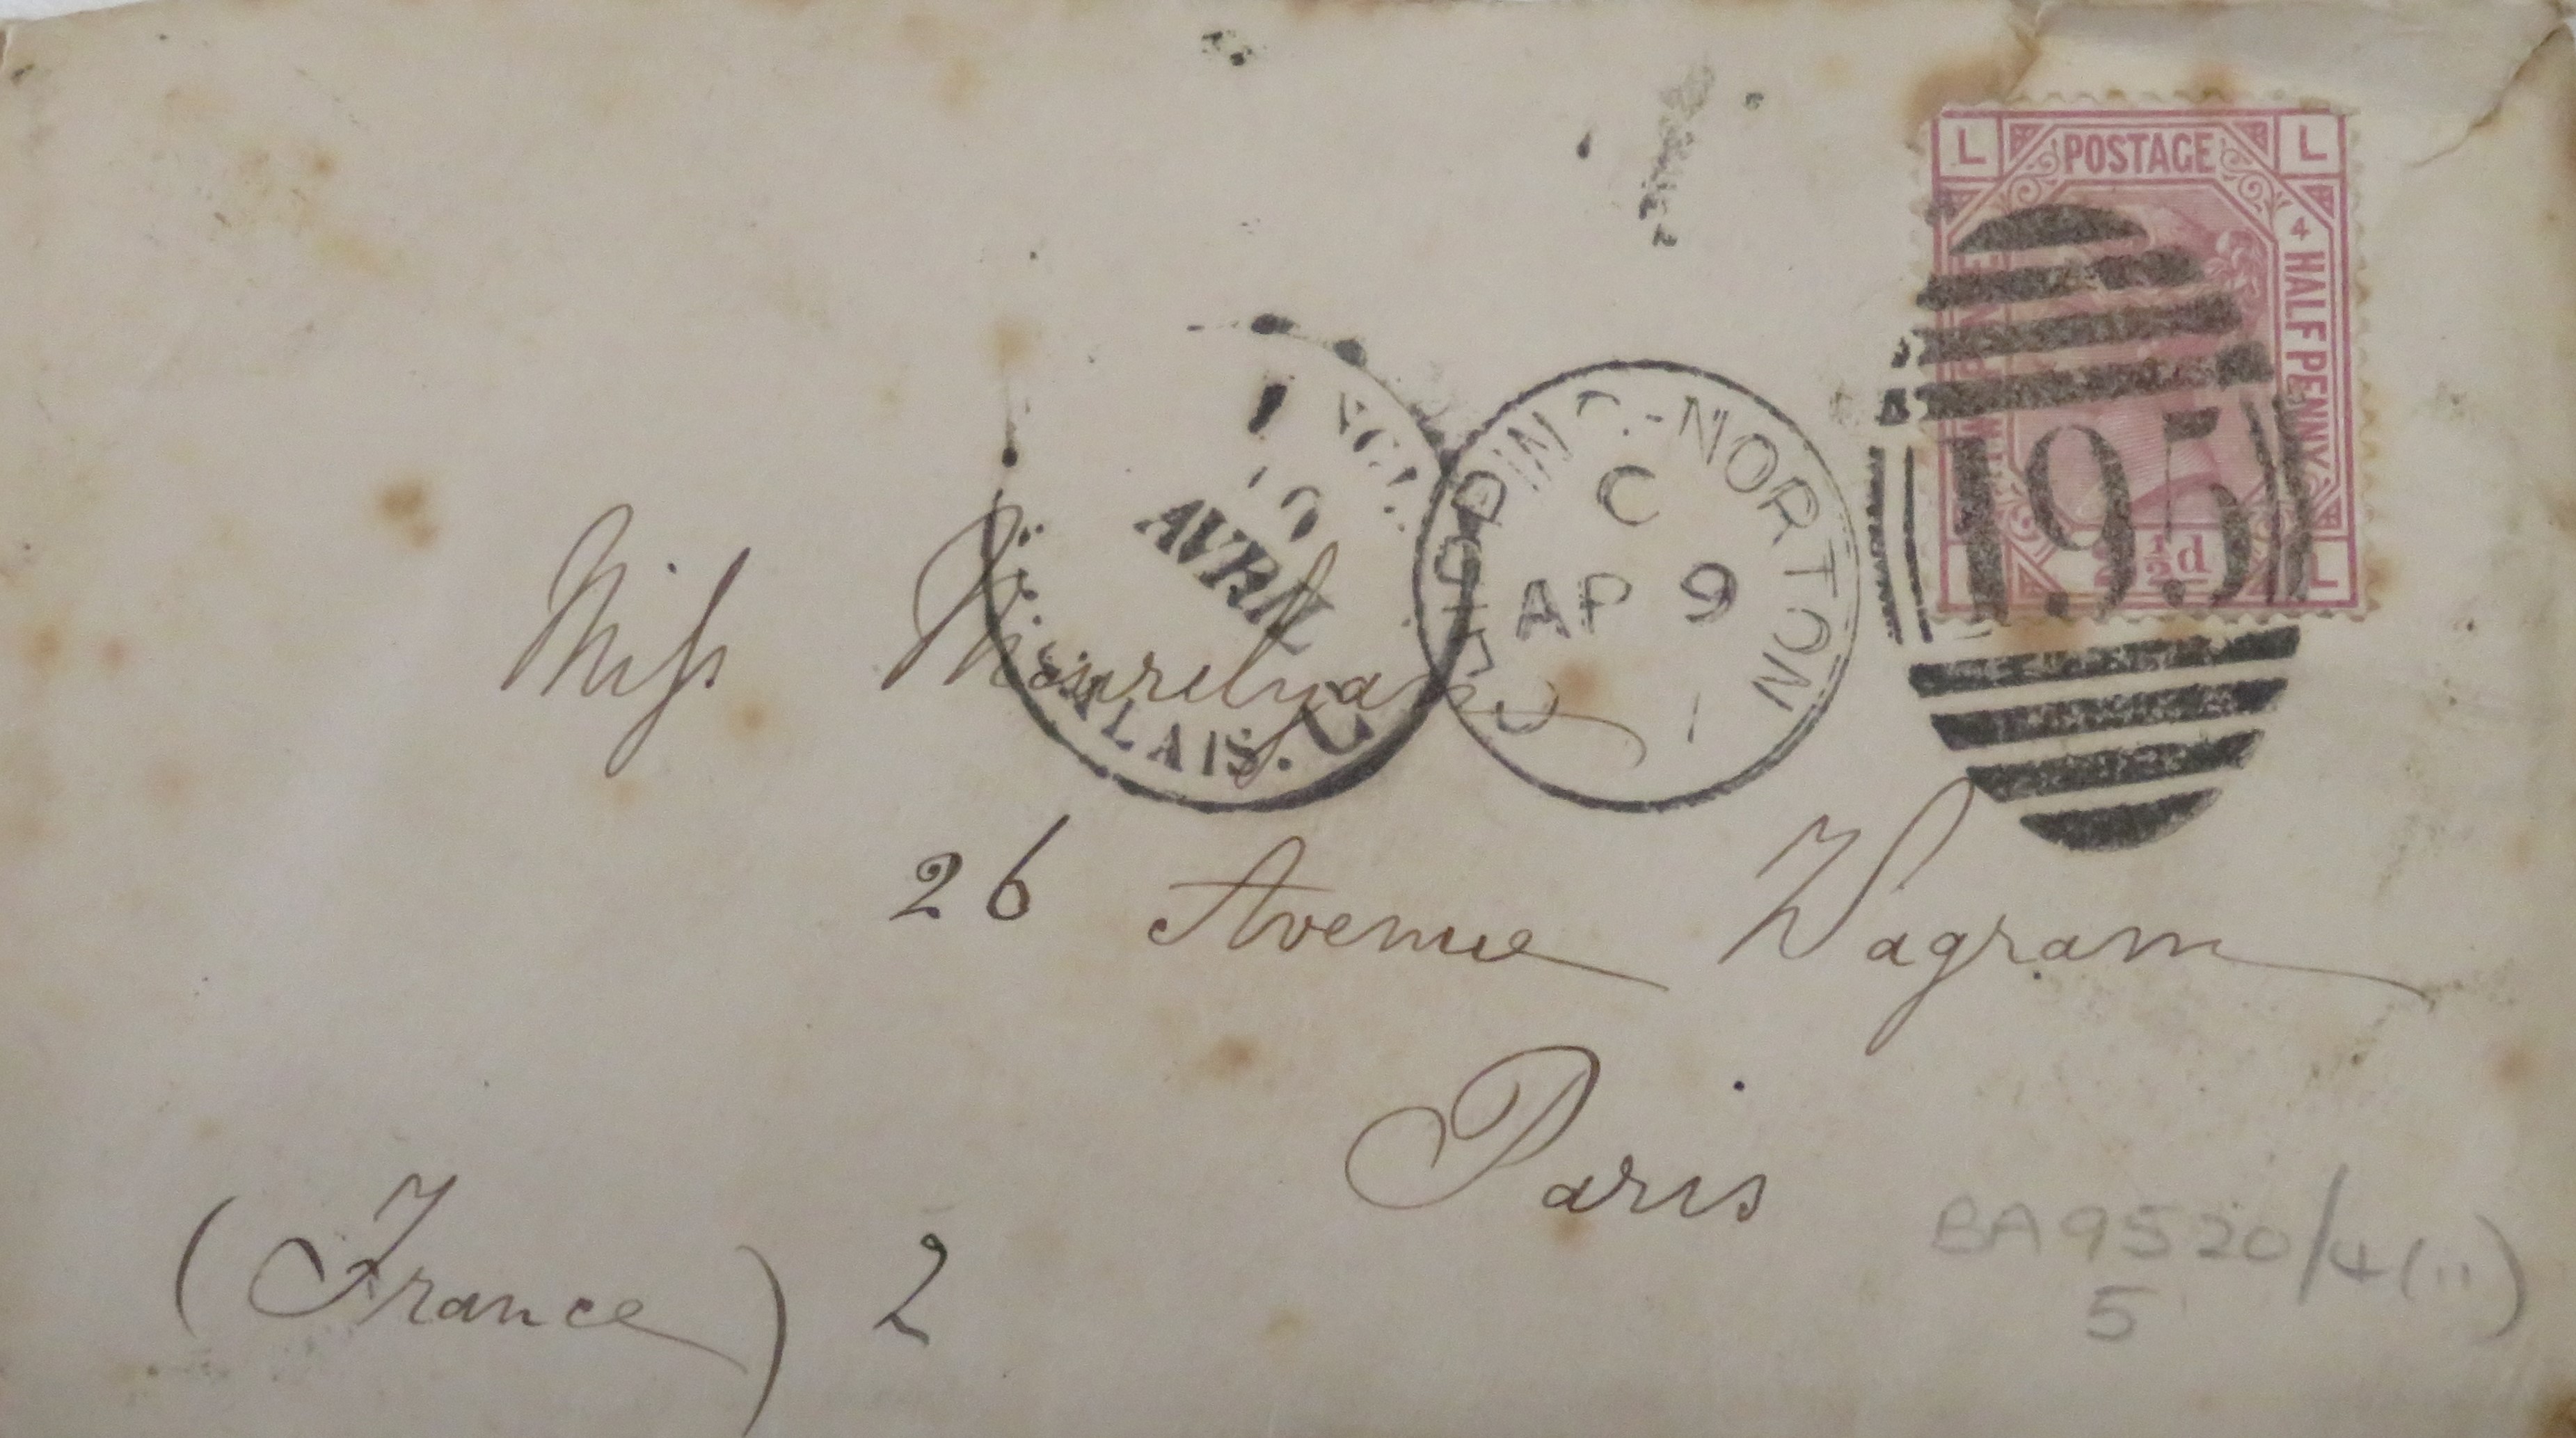 L POSTAGE L
4
HALF PENNY
195
½d
L
NORTON
C
AP 9
AVRIL
CALAIS.
Miss
26 Avenue Wagram
Paris
(France) 2
BA9520/4(11)
5